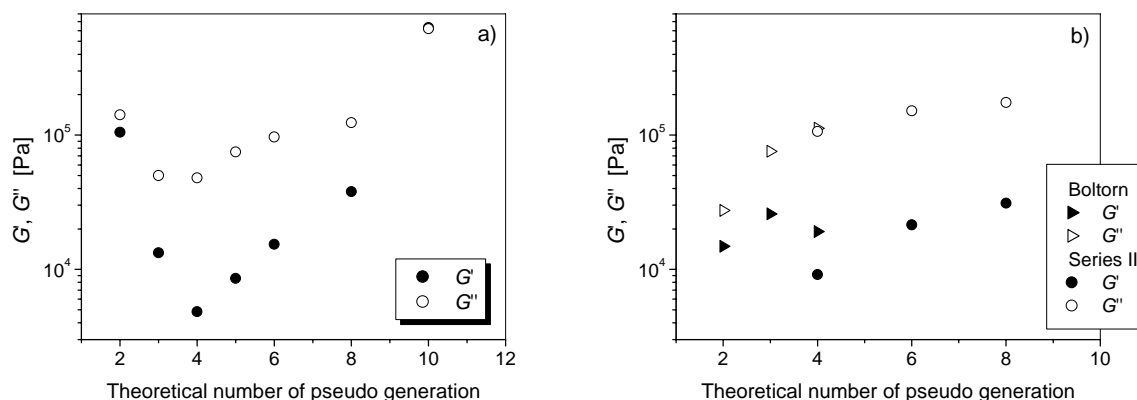 a)
G', G'' [Pa]
10^5
10^4
2 4 6 8 10 12
Theoretical number of pseudo generation
G'
G''
b)
G', G'' [Pa]
10^5
10^4
2 4 6 8 10
Theoretical number of pseudo generation
Boltorn
G'
G''
Series II
G'
G''